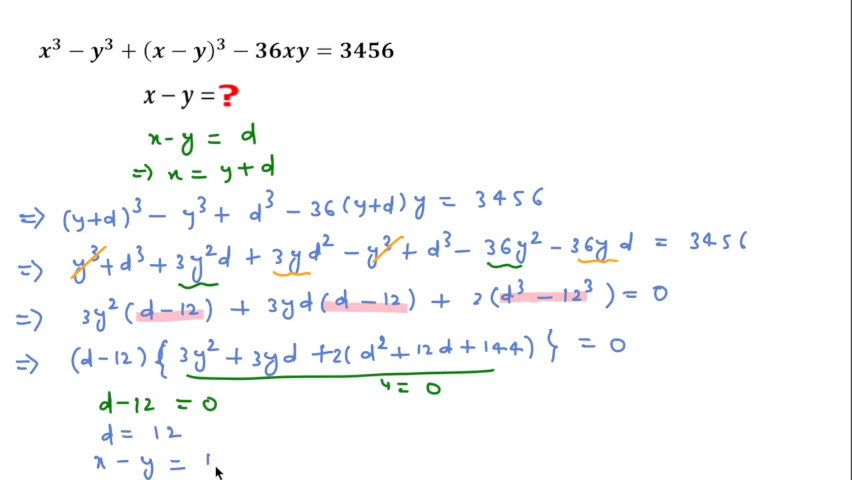 x³ − y³ + (x − y)³ − 36xy = 3456
x − y = ?
x - y = d
=> x = y + d
=> (y+d)³ − y³ + d³ − 36(y+d)y = 3456
=> y³ + d³ + 3y²d + 3yd² − y³ + d³ − 36y² − 36yd = 3456
=> 3y²(d−12) + 3yd(d−12) + 2(d³ − 12³) = 0
=> (d−12){3y² + 3yd + 2(d² + 12d + 144)} = 0
d−12 = 0
d = 12
x − y = 1